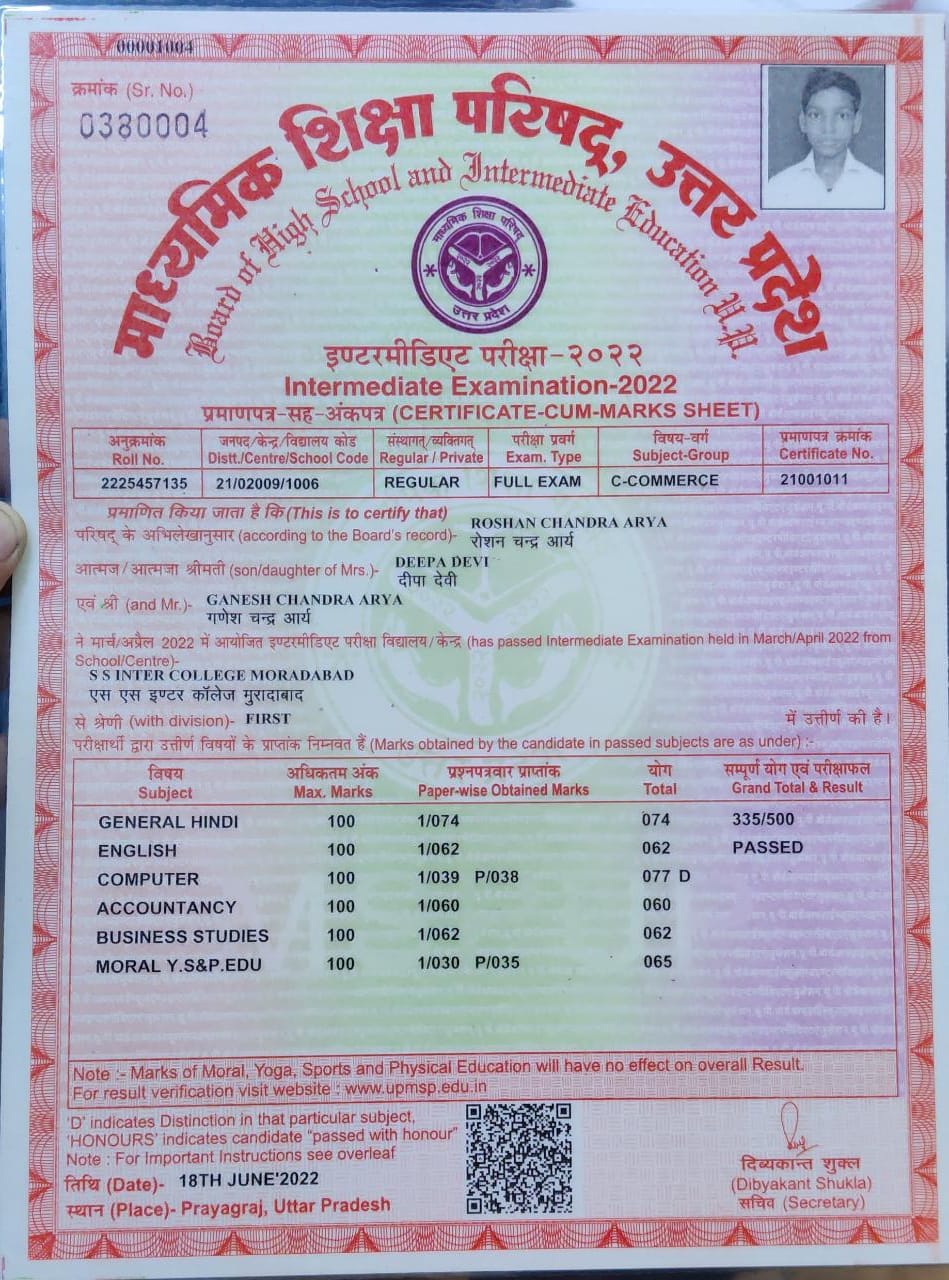 00001004
क्रमांक (Sr. No.)
0380004
माध्यमिक शिक्षा परिषद्, उत्तर प्रदेश
Board of High School and Intermediate Education U.P.
माध्यमिक शिक्षा परिषद्
उत्तर प्रदेश
इण्टरमीडिएट परीक्षा-२०२२
Intermediate Examination-2022
प्रमाणपत्र-सह-अंकपत्र (CERTIFICATE-CUM-MARKS SHEET)
अनुक्रमांक जनपद/केन्द्र/विद्यालय कोड संस्थागत्/व्यक्तिगत् परीक्षा प्रवर्ग विषय-वर्ग प्रमाणपत्र क्रमांक
Roll No. Distt./Centre/School Code Regular / Private Exam. Type Subject-Group Certificate No.
2225457135 21/02009/1006 REGULAR FULL EXAM C-COMMERCE 21001011
प्रमाणित किया जाता है कि (This is to certify that)
ROSHAN CHANDRA ARYA
परिषद् के अभिलेखानुसार (according to the Board's record)- रोशन चन्द्र आर्य
DEEPA DEVI
आत्मज/आत्मजा श्रीमती (son/daughter of Mrs.)- दीपा देवी
एवं श्री (and Mr.)- GANESH CHANDRA ARYA
गणेश चन्द्र आर्य
ने मार्च/अप्रैल 2022 में आयोजित इण्टरमीडिएट परीक्षा विद्यालय/केन्द्र (has passed Intermediate Examination held in March/April 2022 from
School/Centre)-
S S INTER COLLEGE MORADABAD
एस एस इण्टर कॉलेज मुरादाबाद
से श्रेणी (with division)- FIRST में उत्तीर्ण की है।
परीक्षार्थी द्वारा उत्तीर्ण विषयों के प्राप्तांक निम्नवत हैं (Marks obtained by the candidate in passed subjects are as under) :-
विषय अधिकतम अंक प्रश्नपत्रवार प्राप्तांक योग सम्पूर्ण योग एवं परीक्षाफल
Subject Max. Marks Paper-wise Obtained Marks Total Grand Total & Result
GENERAL HINDI 100 1/074 074 335/500
ENGLISH 100 1/062 062 PASSED
COMPUTER 100 1/039 P/038 077 D
ACCOUNTANCY 100 1/060 060
BUSINESS STUDIES 100 1/062 062
MORAL Y.S&P.EDU 100 1/030 P/035 065
Note :- Marks of Moral, Yoga, Sports and Physical Education will have no effect on overall Result.
For result verification visit website : www.upmsp.edu.in
'D' indicates Distinction in that particular subject,
'HONOURS' indicates candidate "passed with honour"
Note : For Important Instructions see overleaf
तिथि (Date)- 18TH JUNE'2022
स्थान (Place)- Prayagraj, Uttar Pradesh
दिब्यकान्त शुक्ल
(Dibyakant Shukla)
सचिव (Secretary)